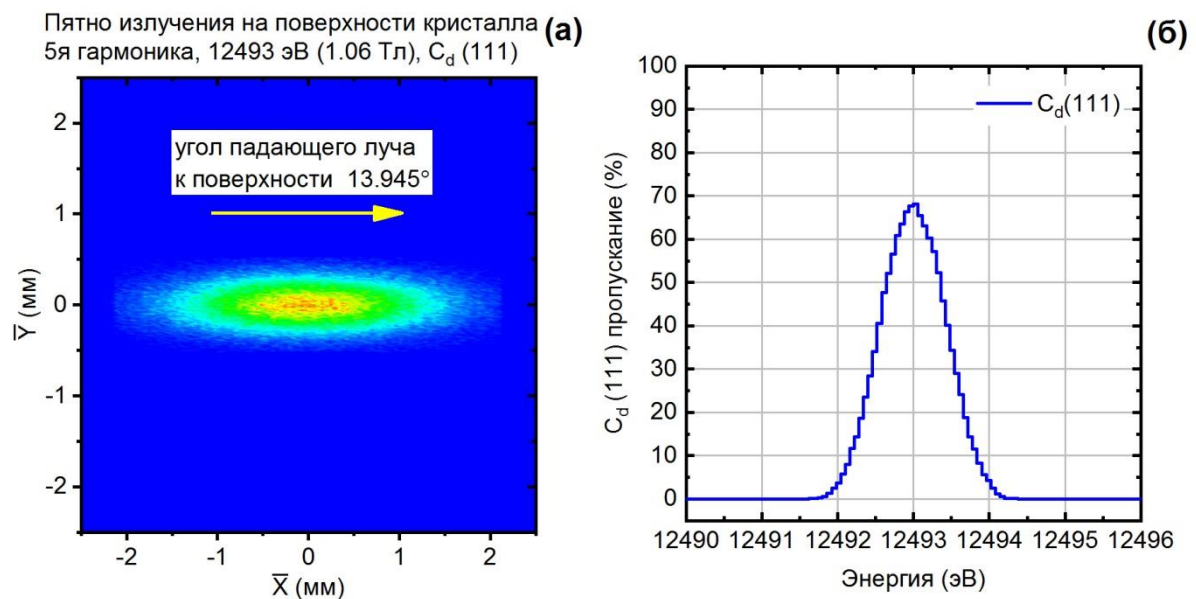 Пятно излучения на поверхности кристалла (а)
5я гармоника, 12493 эВ (1.06 Тл), Cd (111)
угол падающего луча
к поверхности 13.945°
2
1
0
-1
-2
Y̅ (мм)
-2 -1 0 1 2
X̅ (мм)
(б)
Cd(111)
100
90
80
70
60
50
40
30
20
10
0
Cd (111) пропускание (%)
12490 12491 12492 12493 12494 12495 12496
Энергия (эВ)